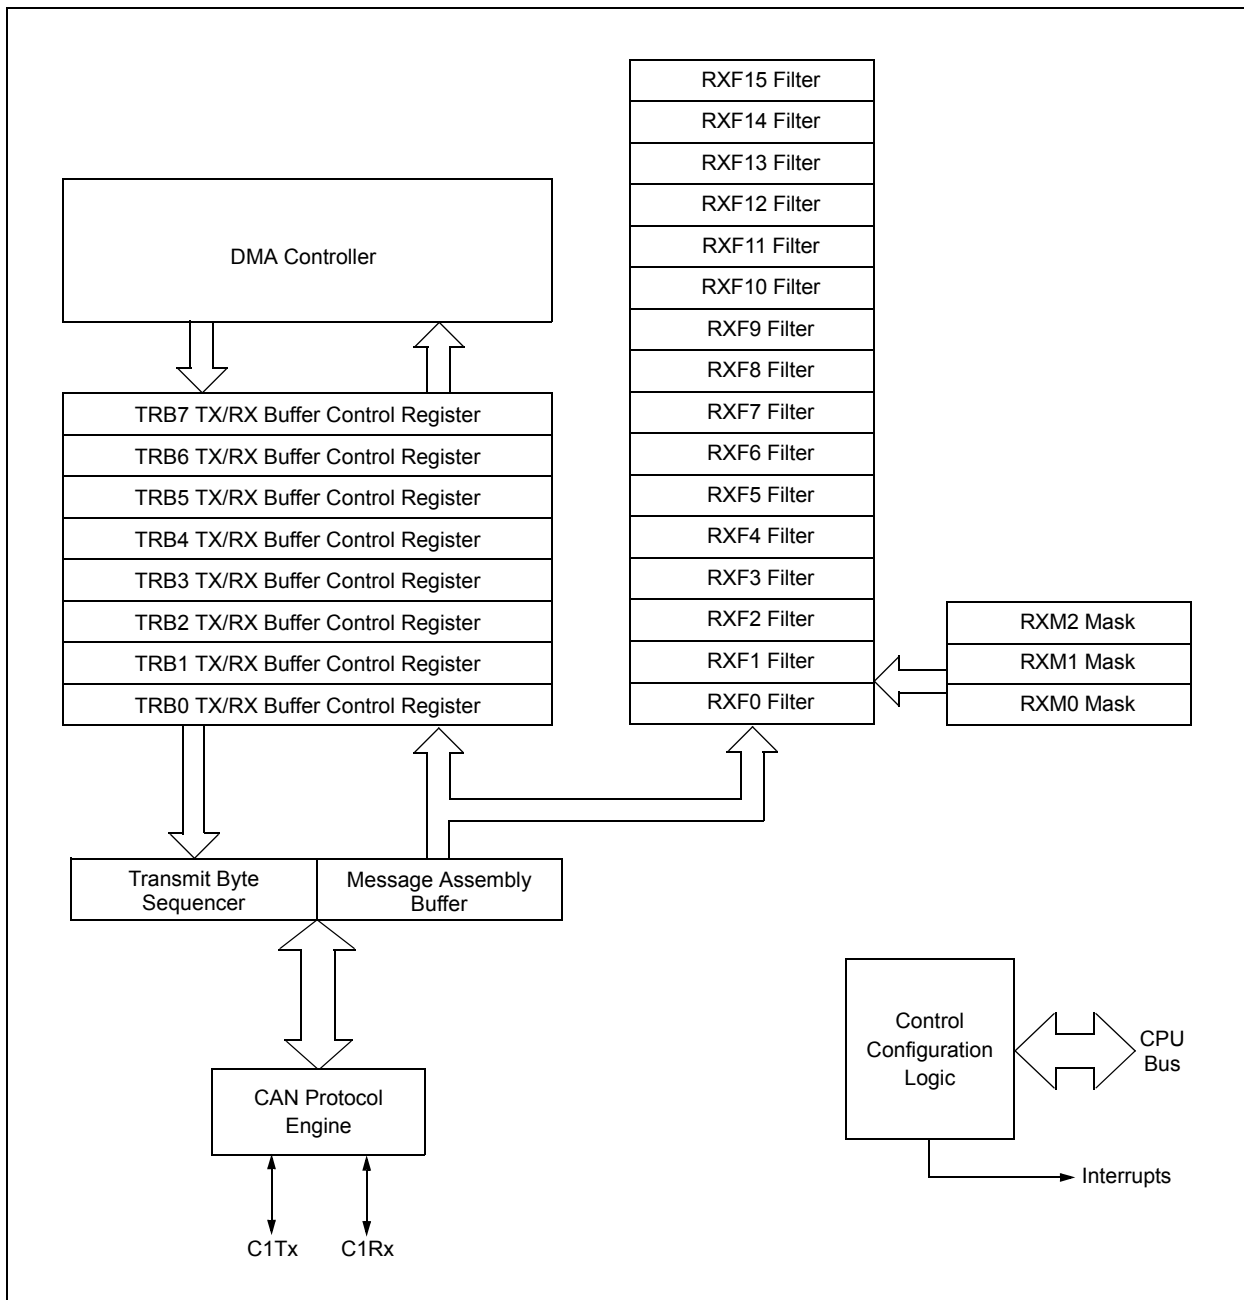 DMA Controller
TRB7 TX/RX Buffer Control Register
TRB6 TX/RX Buffer Control Register
TRB5 TX/RX Buffer Control Register
TRB4 TX/RX Buffer Control Register
TRB3 TX/RX Buffer Control Register
TRB2 TX/RX Buffer Control Register
TRB1 TX/RX Buffer Control Register
TRB0 TX/RX Buffer Control Register
RXF15 Filter
RXF14 Filter
RXF13 Filter
RXF12 Filter
RXF11 Filter
RXF10 Filter
RXF9 Filter
RXF8 Filter
RXF7 Filter
RXF6 Filter
RXF5 Filter
RXF4 Filter
RXF3 Filter
RXF2 Filter
RXF1 Filter
RXF0 Filter
RXM2 Mask
RXM1 Mask
RXM0 Mask
Transmit Byte
Sequencer
Message Assembly
Buffer
CAN Protocol
Engine
C1Tx
C1Rx
Control
Configuration
Logic
CPU
Bus
Interrupts